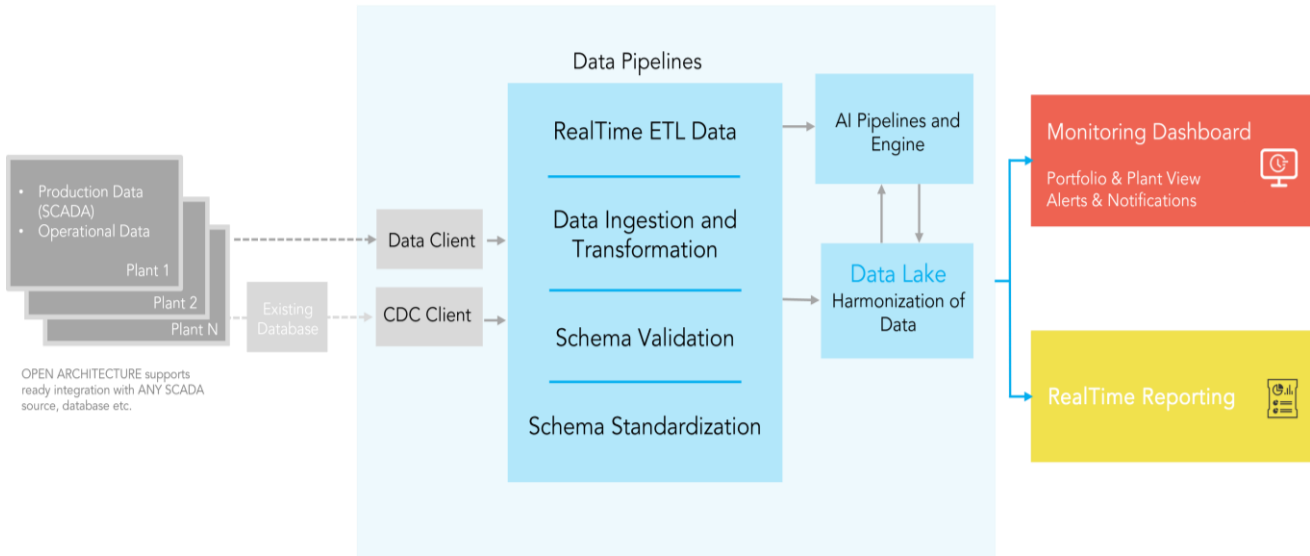 • Production Data
(SCADA)
• Operational Data
Plant 1
Plant 2
Plant N
OPEN ARCHITECTURE supports
ready integration with ANY SCADA
source, database etc.
Existing
Database
Data Client
CDC Client
Data Pipelines
RealTime ETL Data
Data Ingestion and
Transformation
Schema Validation
Schema Standardization
AI Pipelines and
Engine
Data Lake
Harmonization of
Data
Monitoring Dashboard
Portfolio & Plant View
Alerts & Notifications
RealTime Reporting